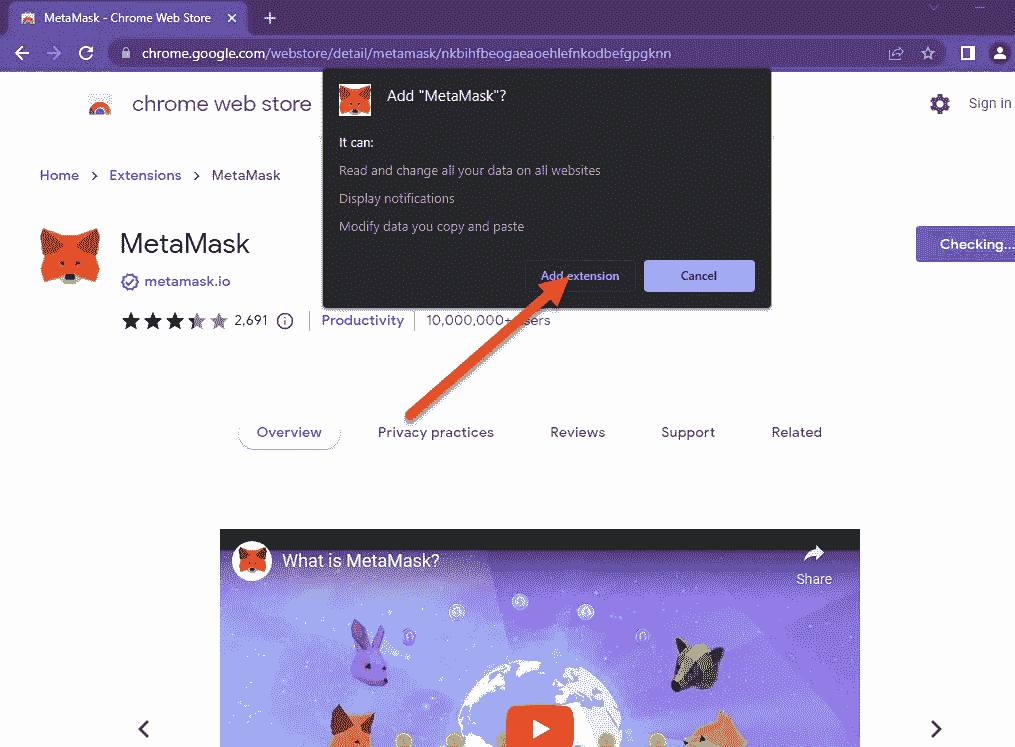 MetaMask - Chrome Web Store
chrome.google.com/webstore/detail/metamask/nkbihfbeogaeaoehlefnkodbefgpgknn
chrome web store
Sign in
Add "MetaMask"?
It can:
Read and change all your data on all websites
Display notifications
Modify data you copy and paste
Add extension
Cancel
Home
Extensions
MetaMask
MetaMask
Checking...
metamask.io
2,691
Productivity
10,000,000+ users
Overview
Privacy practices
Reviews
Support
Related
What is MetaMask?
Share